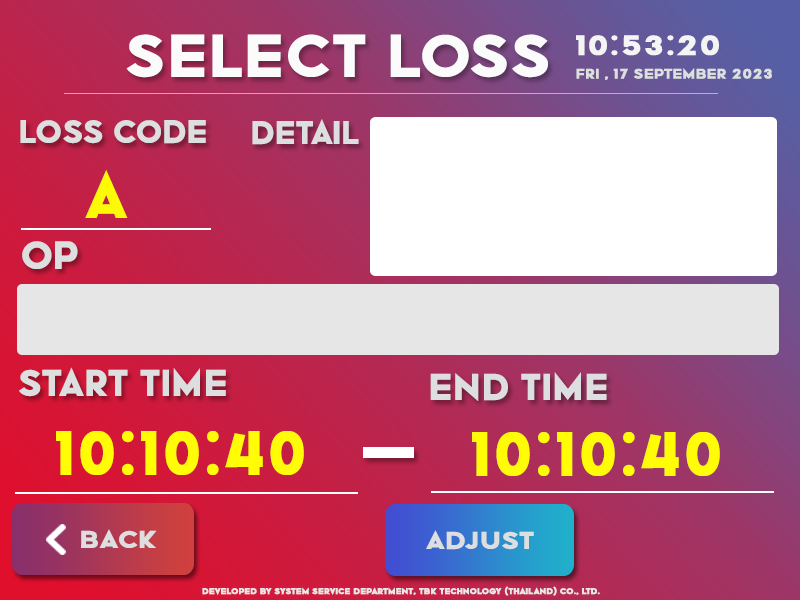 SELECT LOSS
10:53:20
FRI , 17 SEPTEMBER 2023
LOSS CODE
DETAIL
A
OP
START TIME
END TIME
10:10:40
10:10:40
BACK
ADJUST
DEVELOPED BY SYSTEM SERVICE DEPARTMENT, TBK TECHNOLOGY (THAILAND) CO., LTD.